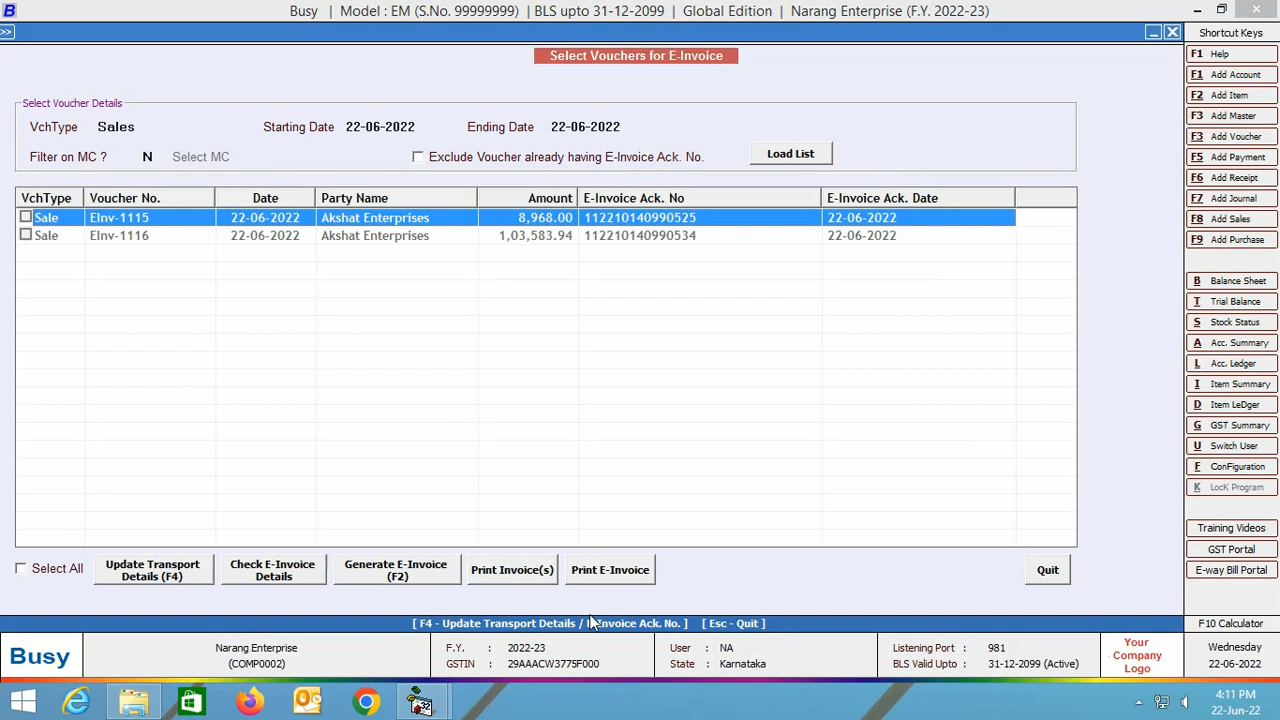 B Busy | Model : EM (S.No. 99999999) | BLS upto 31-12-2099 | Global Edition | Narang Enterprise (F.Y. 2022-23)
>>
Shortcut Keys
Select Vouchers for E-Invoice
Select Voucher Details
VchType Sales Starting Date 22-06-2022 Ending Date 22-06-2022
Filter on MC ? N Select MC Exclude Voucher already having E-Invoice Ack. No. Load List
VchType Voucher No. Date Party Name Amount E-Invoice Ack. No E-Invoice Ack. Date
Sale EInv-1115 22-06-2022 Akshat Enterprises 8,968.00 112210140990525 22-06-2022
Sale EInv-1116 22-06-2022 Akshat Enterprises 1,03,583.94 112210140990534 22-06-2022
Select All
Update Transport
Details (F4)
Check E-Invoice
Details
Generate E-Invoice
(F2)
Print Invoice(s)
Print E-Invoice
Quit
F1 Help
F1 Add Account
F2 Add Item
F3 Add Master
F3 Add Voucher
F5 Add Payment
F6 Add Receipt
F7 Add Journal
F8 Add Sales
F9 Add Purchase
B Balance Sheet
T Trial Balance
S Stock Status
A Acc. Summary
L Acc. Ledger
I Item Summary
D Item LeDger
G GST Summary
U Switch User
F ConFiguration
K LocK Program
Training Videos
GST Portal
E-way Bill Portal
[ F4 - Update Transport Details / Invoice Ack. No. ] [ Esc - Quit ]
F10 Calculator
Busy
Narang Enterprise
(COMP0002)
F.Y. : 2022-23
GSTIN : 29AAACW3775F000
User : NA
State : Karnataka
Listening Port : 981
BLS Valid Upto : 31-12-2099 (Active)
Your
Company
Logo
Wednesday
22-06-2022
4:11 PM
22-Jun-22